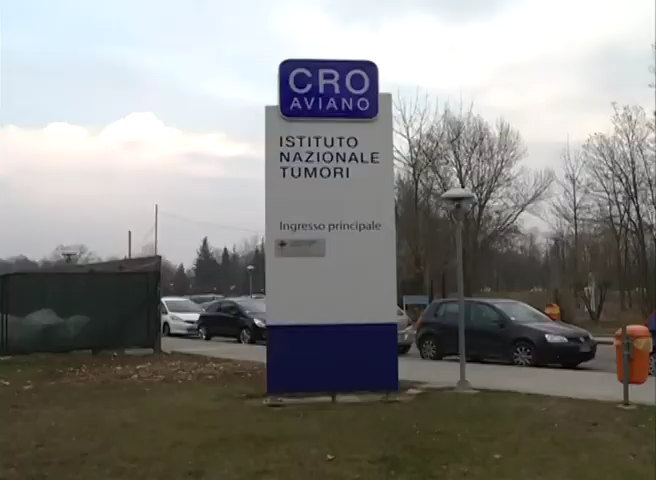 CRO
AVIANO
ISTITUTO
NAZIONALE
TUMORI
Ingresso principale